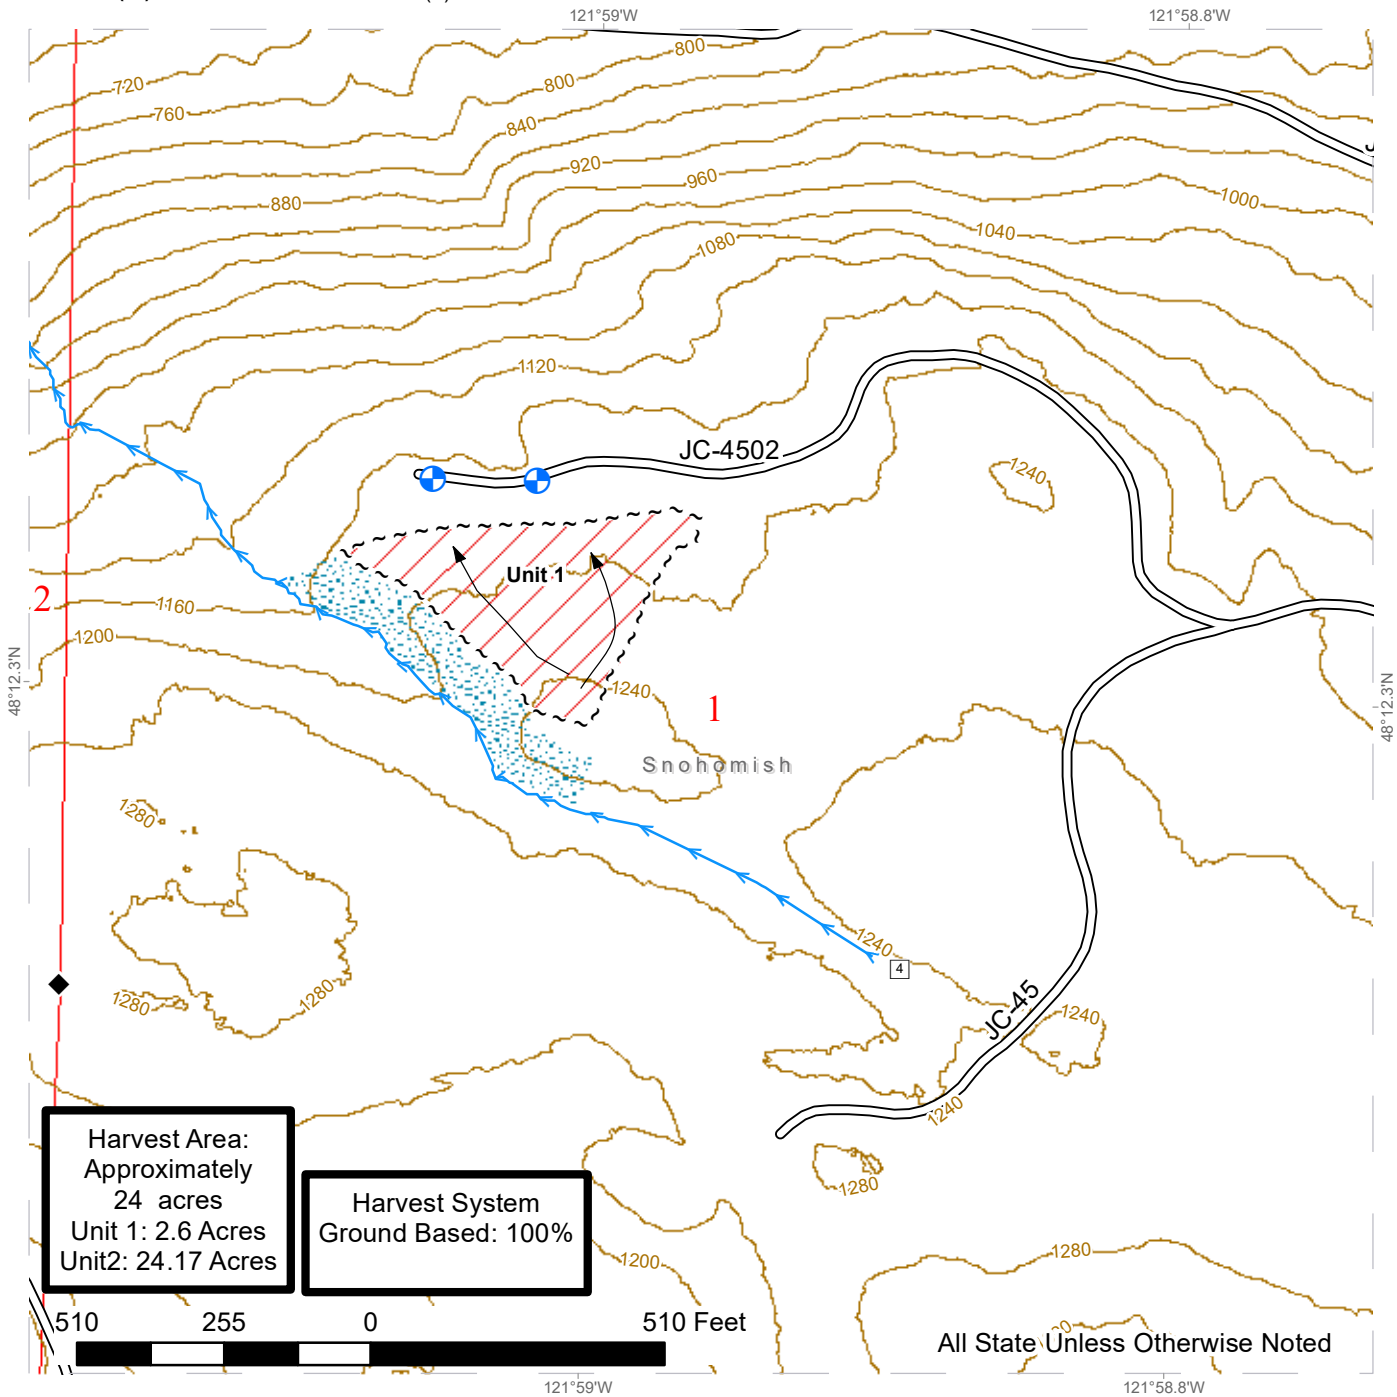 121°59'W
121°58.8'W
800
720
800
760
840
920
960
880
1000
1040
1080
1120
JC-4502
1240
Unit 1
2
1160
1200
48°12.3'N
1240
1
48°12.3'N
Snohomish
1280
1240
4
1280
1280
JC-45
1240
1240
Harvest Area:
Approximately
24 acres
Unit 1: 2.6 Acres
Unit2: 24.17 Acres
Harvest System
Ground Based: 100%
1280
1200
1280
510
255
0
510 Feet
All State Unless Otherwise Noted
121°59'W
121°58.8'W